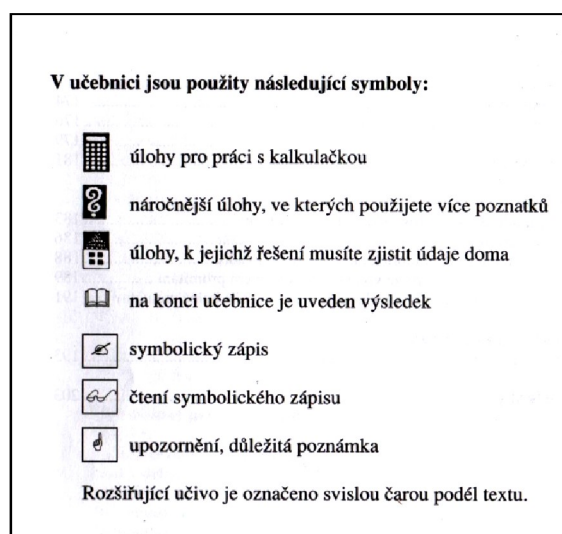 V učebnici jsou použity následující symboly:
úlohy pro práci s kalkulačkou
náročnější úlohy, ve kterých použijete více poznatků
úlohy, k jejichž řešení musíte zjistit údaje doma
na konci učebnice je uveden výsledek
symbolický zápis
čtení symbolického zápisu
upozornění, důležitá poznámka
Rozšiřující učivo je označeno svislou čarou podél textu.